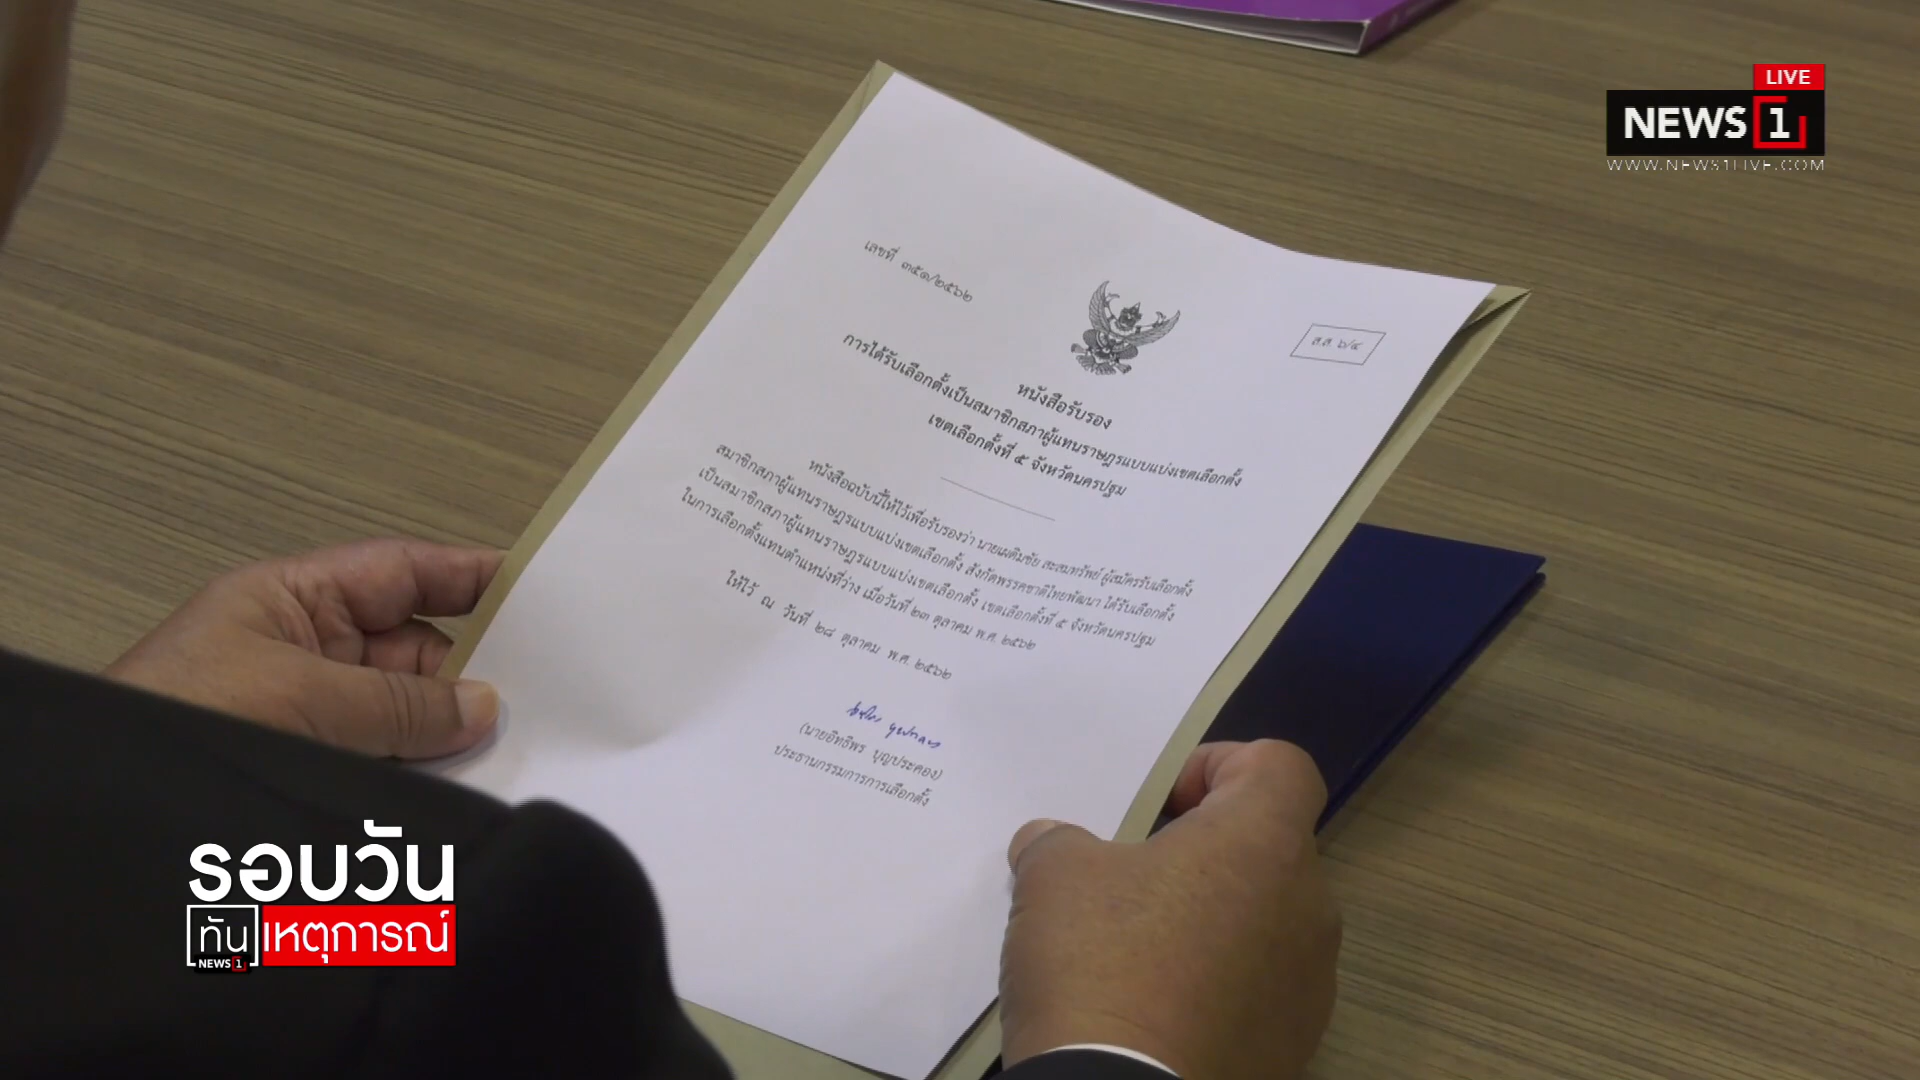 LIVE
NEWS 1
WWW.NEWS1LIVE.COM
เลขที่ ๓๕๑/๒๕๖๒
ส.ส. ๖/๕
หนังสือรับรอง
การได้รับเลือกตั้งเป็นสมาชิกสภาผู้แทนราษฎรแบบแบ่งเขตเลือกตั้ง
เขตเลือกตั้งที่ ๕ จังหวัดนครปฐม
หนังสือฉบับนี้ให้ไว้เพื่อรับรองว่า นายเผดิมชัย สะสมทรัพย์ ผู้สมัครรับเลือกตั้ง
สมาชิกสภาผู้แทนราษฎรแบบแบ่งเขตเลือกตั้ง สังกัดพรรคชาติไทยพัฒนา ได้รับเลือกตั้ง
เป็นสมาชิกสภาผู้แทนราษฎรแบบแบ่งเขตเลือกตั้ง เขตเลือกตั้งที่ ๕ จังหวัดนครปฐม
ในการเลือกตั้งแทนตำแหน่งที่ว่าง เมื่อวันที่ ๒๓ ตุลาคม พ.ศ. ๒๕๖๒
ให้ไว้ ณ วันที่ ๒๘ ตุลาคม พ.ศ. ๒๕๖๒
(นายอิทธิพร บุญประคอง)
ประธานกรรมการการเลือกตั้ง
รอบวัน
ทันเหตุการณ์
NEWS 1